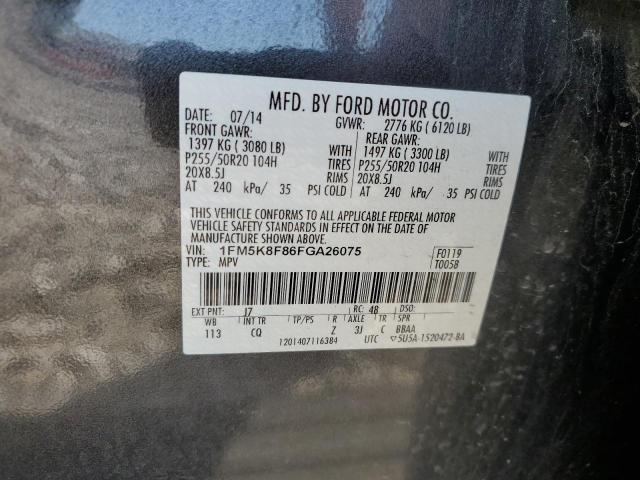 MFD. BY FORD MOTOR CO.
DATE: 07/14 GVWR: 2776 KG ( 6120 LB)
FRONT GAWR: REAR GAWR:
1397 KG ( 3080 LB) WITH 1497 KG ( 3300 LB) WITH
P255/50R20 104H TIRES P255/50R20 104H TIRES
20X8.5J RIMS 20X8.5J RIMS
AT 240 kPa/ 35 PSI COLD AT 240 kPa/ 35 PSI COLD
THIS VEHICLE CONFORMS TO ALL APPLICABLE FEDERAL MOTOR
VEHICLE SAFETY STANDARDS IN EFFECT ON THE DATE OF
MANUFACTURE SHOWN ABOVE.
VIN: 1FM5K8F86FGA26075 F0119
TYPE: MPV T0058
EXT PNT: J7 RC: 48 DSO:
WB INT TR TP/PS R AXLE TR SPR
113 CQ Z 3J C BBAA
1201407116384 UTC ▽5U5A-1520472-BA